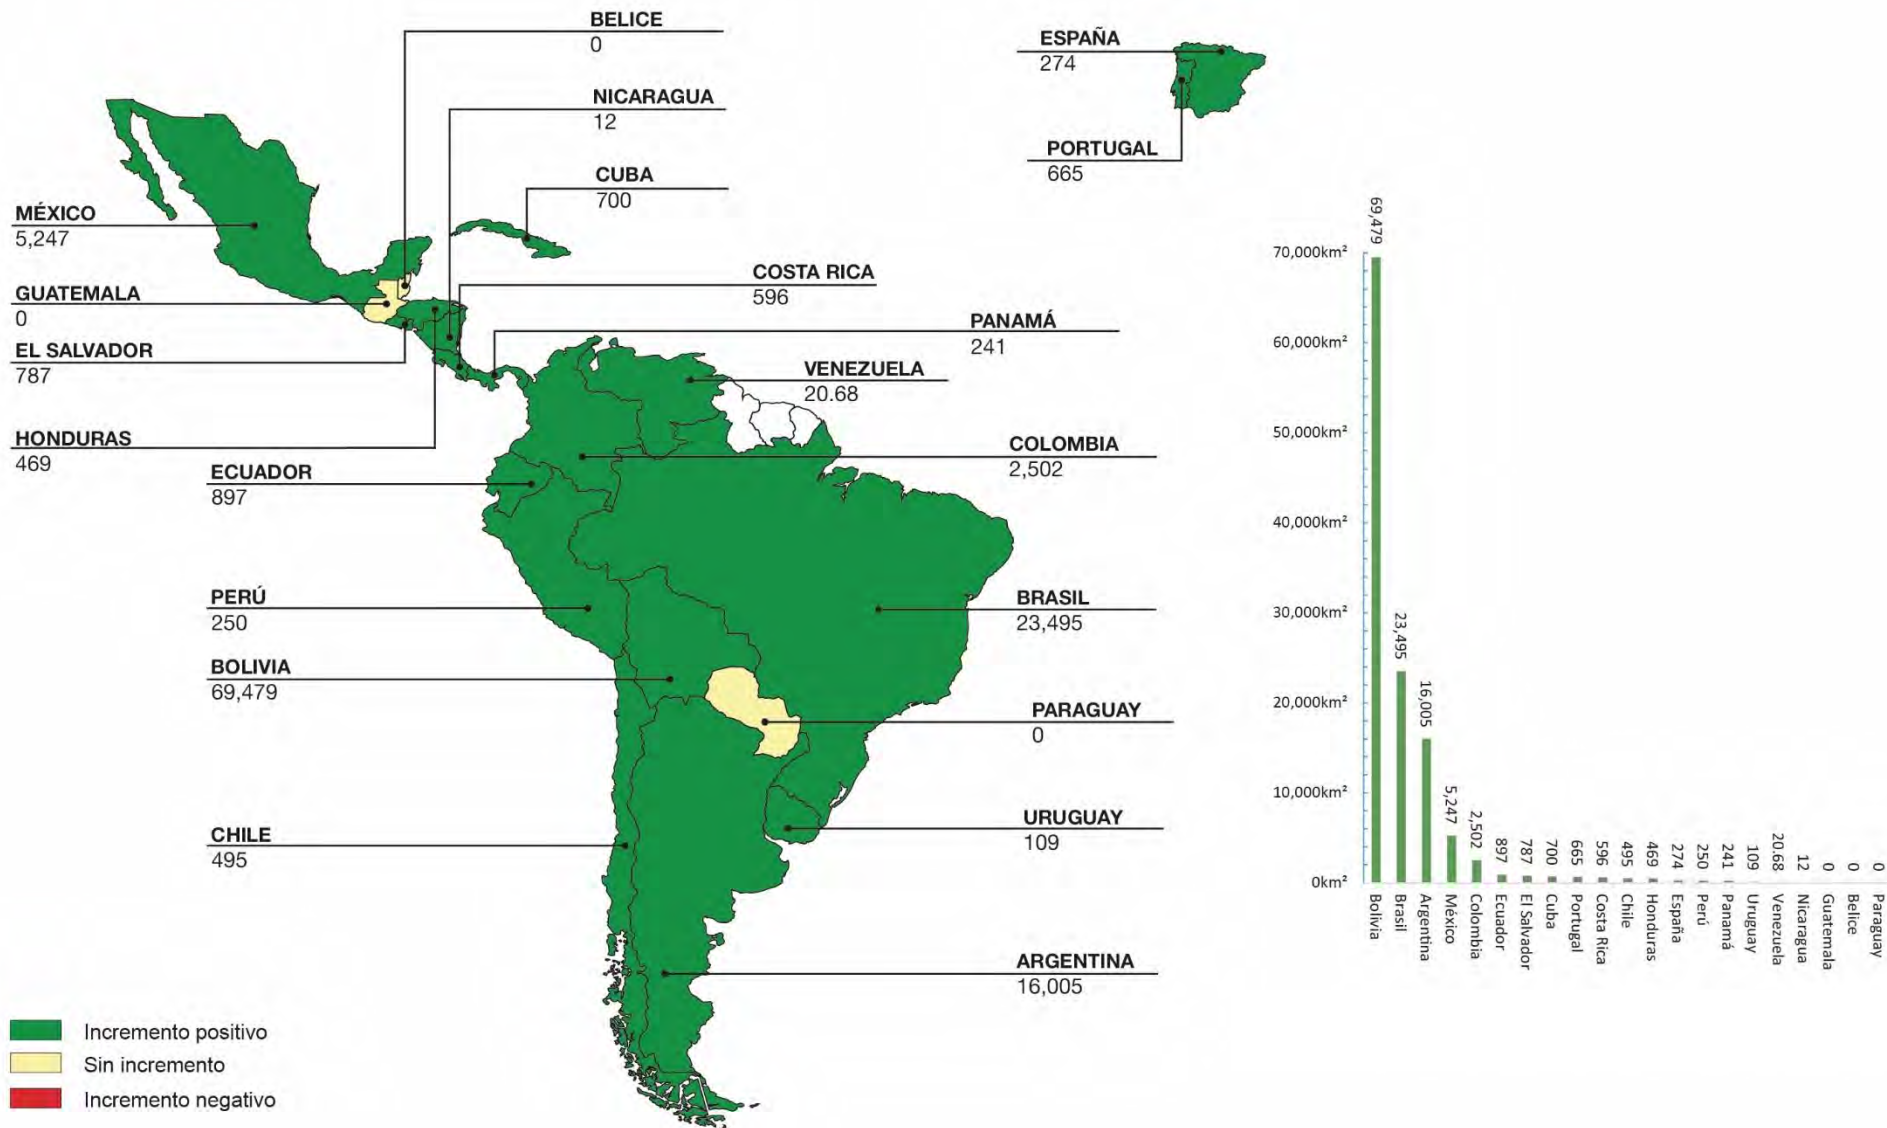 BELICE
0
NICARAGUA
12
CUBA
700
MÉXICO
5,247
COSTA RICA
596
GUATEMALA
0
PANAMÁ
241
EL SALVADOR
787
VENEZUELA
20.68
HONDURAS
469
COLOMBIA
2,502
ECUADOR
897
PERÚ
250
BRASIL
23,495
BOLIVIA
69,479
PARAGUAY
0
CHILE
495
URUGUAY
109
ARGENTINA
16,005
ESPAÑA
274
PORTUGAL
665
Incremento positivo
Sin incremento
Incremento negativo
70,000km²
60,000km²
50,000km²
40,000km²
30,000km²
20,000km²
10,000km²
0km²
69,479
23,495
16,005
5,247
2,502
897
787
700
665
596
495
469
274
250
241
109
20.68
12
0
0
0
Bolivia
Brasil
Argentina
México
Colombia
Ecuador
El Salvador
Cuba
Portugal
Costa Rica
Chile
Honduras
España
Perú
Panamá
Uruguay
Venezuela
Nicaragua
Guatemala
Belice
Paraguay